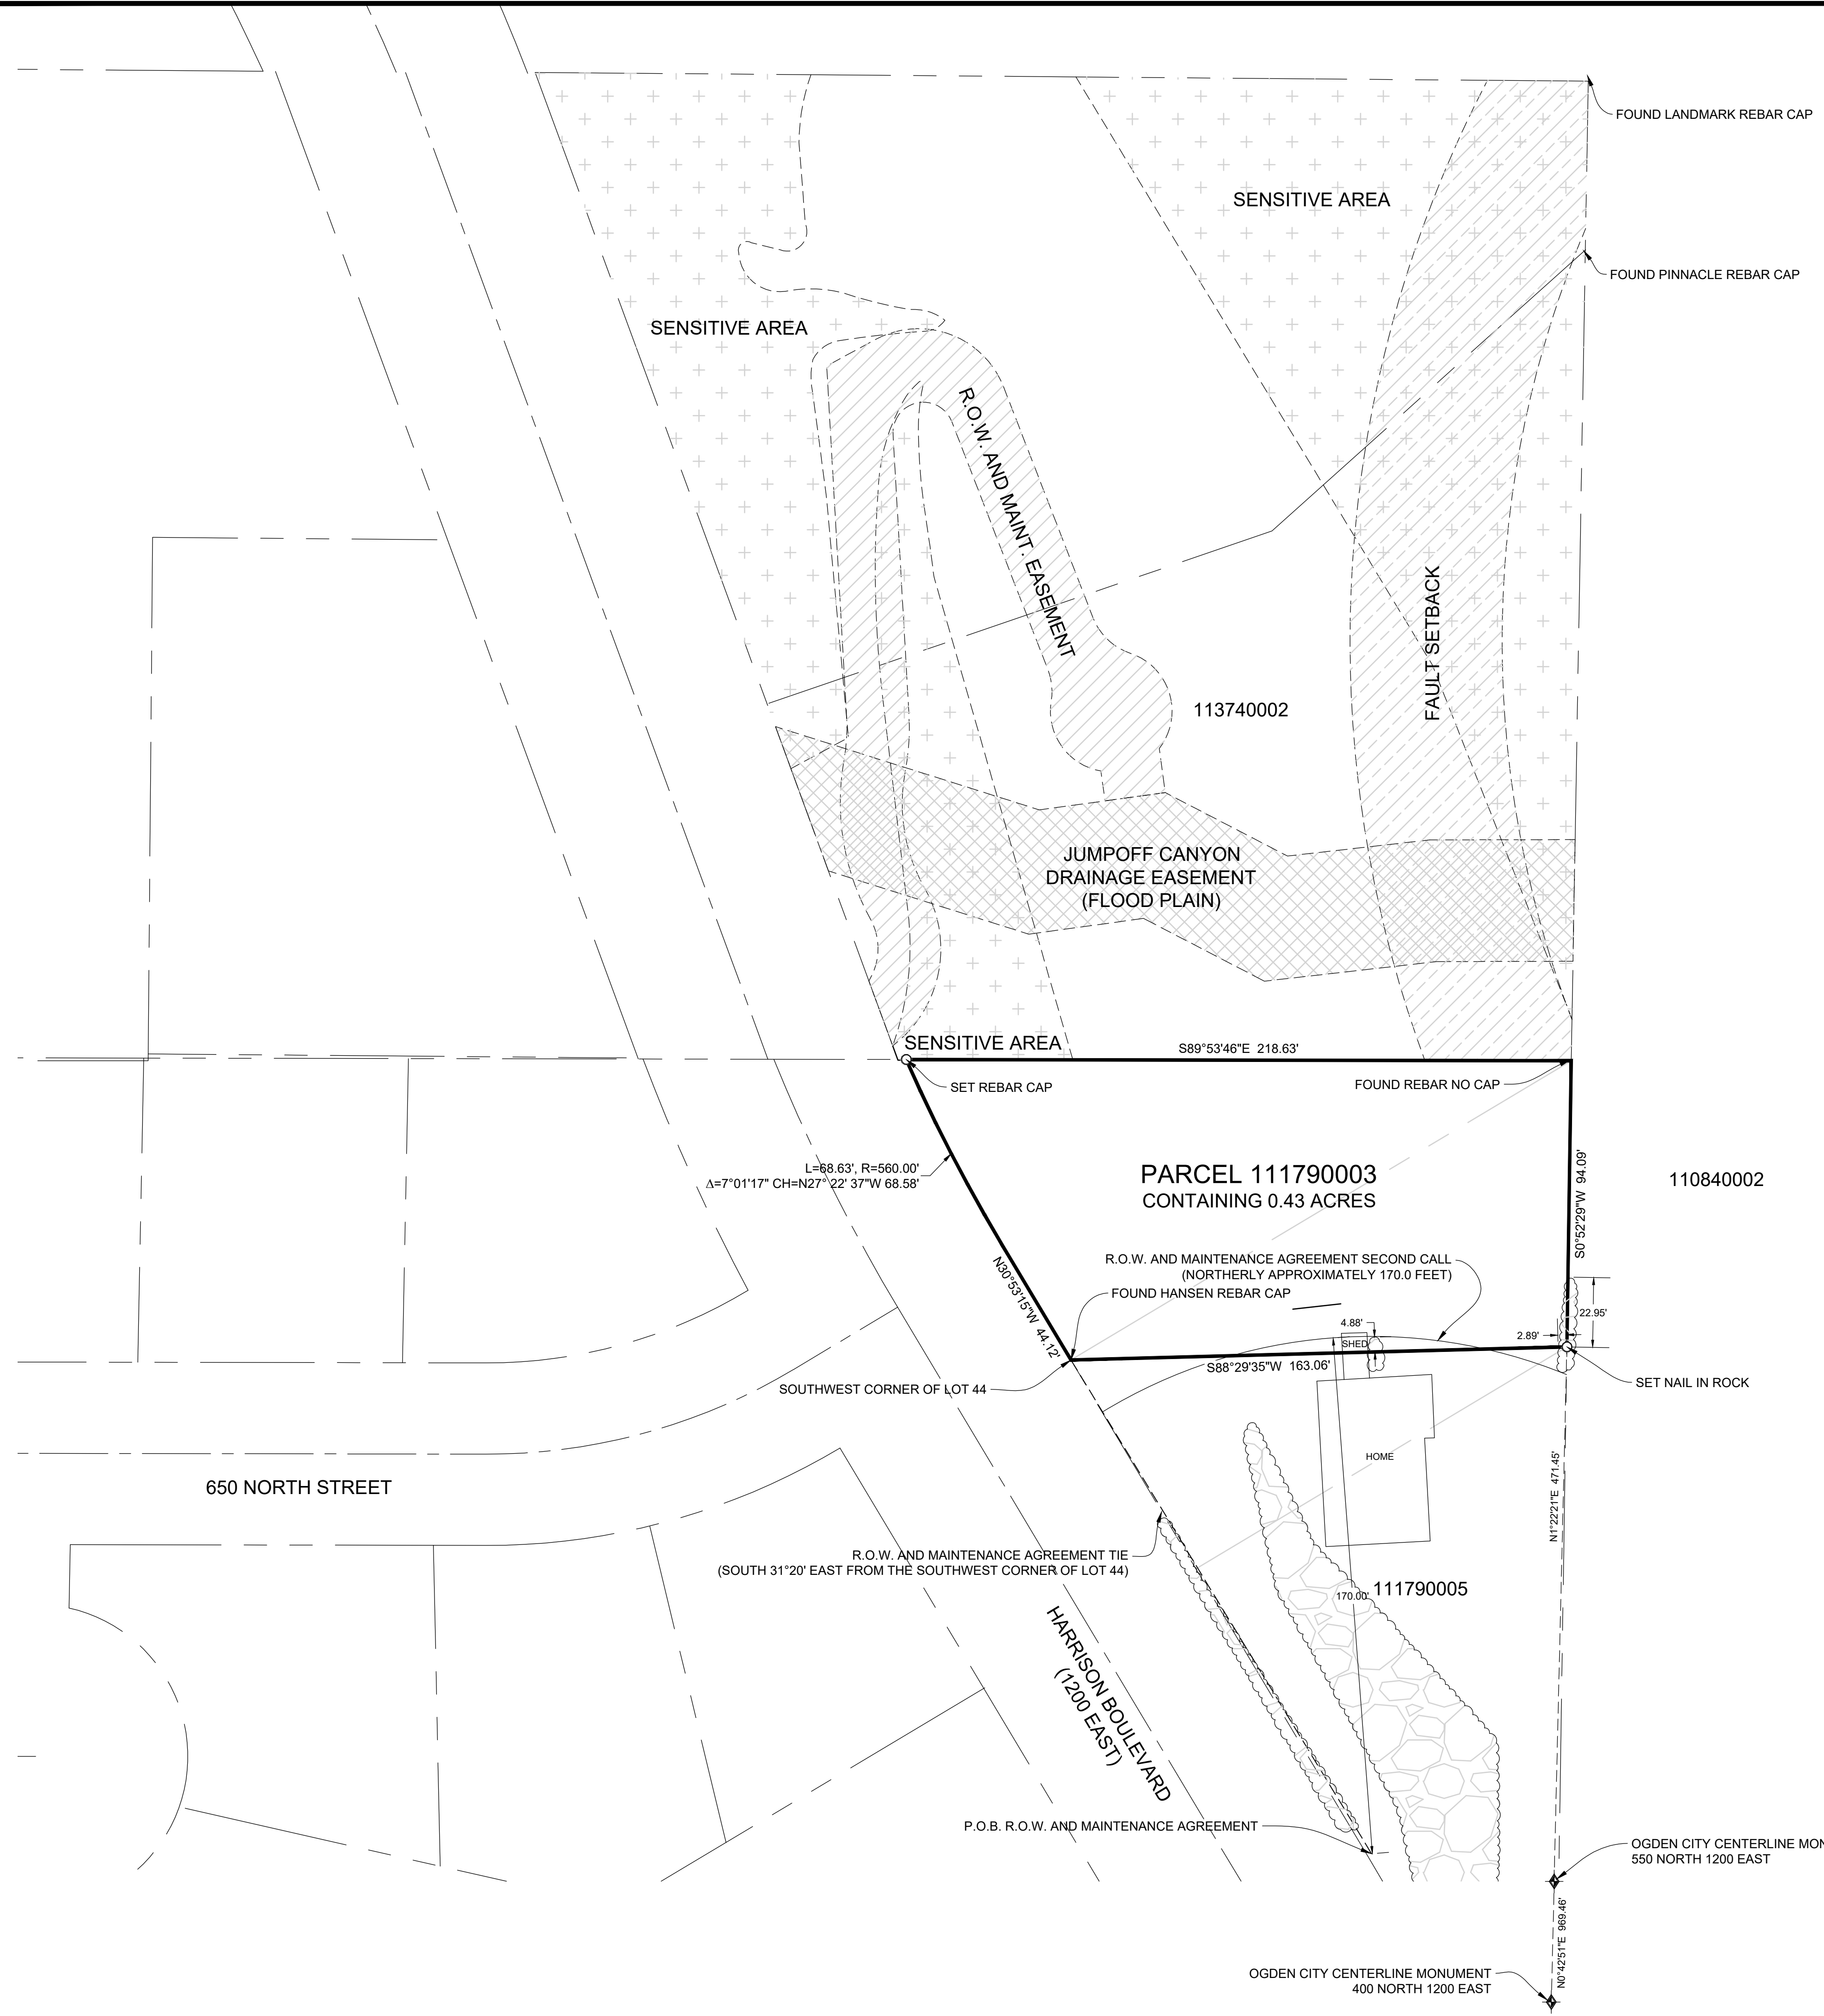 FOUND LANDMARK REBAR CAP
SENSITIVE AREA
FOUND PINNACLE REBAR CAP
SENSITIVE AREA
R.O.W. AND MAINT. EASEMENT
FAULT SETBACK
113740002
JUMPOFF CANYON
DRAINAGE EASEMENT
(FLOOD PLAIN)
SENSITIVE AREA
S89°53'46"E 218.63'
SET REBAR CAP
FOUND REBAR NO CAP
L=68.63', R=560.00'
Δ=7°01'17" CH=N27° 22' 37"W 68.58'
PARCEL 111790003
CONTAINING 0.43 ACRES
S0°52'29"W 94.09'
110840002
R.O.W. AND MAINTENANCE AGREEMENT SECOND CALL
(NORTHERLY APPROXIMATELY 170.0 FEET)
N30°53'15"W 44.12'
FOUND HANSEN REBAR CAP
22.95'
4.88'
2.89'
SHED
S88°29'35"W 163.06'
SOUTHWEST CORNER OF LOT 44
SET NAIL IN ROCK
HOME
N1°22'21"E 471.45'
650 NORTH STREET
R.O.W. AND MAINTENANCE AGREEMENT TIE
(SOUTH 31°20' EAST FROM THE SOUTHWEST CORNER OF LOT 44)
170.00'
111790005
HARRISON BOULEVARD
(1200 EAST)
P.O.B. R.O.W. AND MAINTENANCE AGREEMENT
OGDEN CITY CENTERLINE
550 NORTH 1200 EAST
N0°42'51"E 969.46'
OGDEN CITY CENTERLINE MONUMENT
400 NORTH 1200 EAST